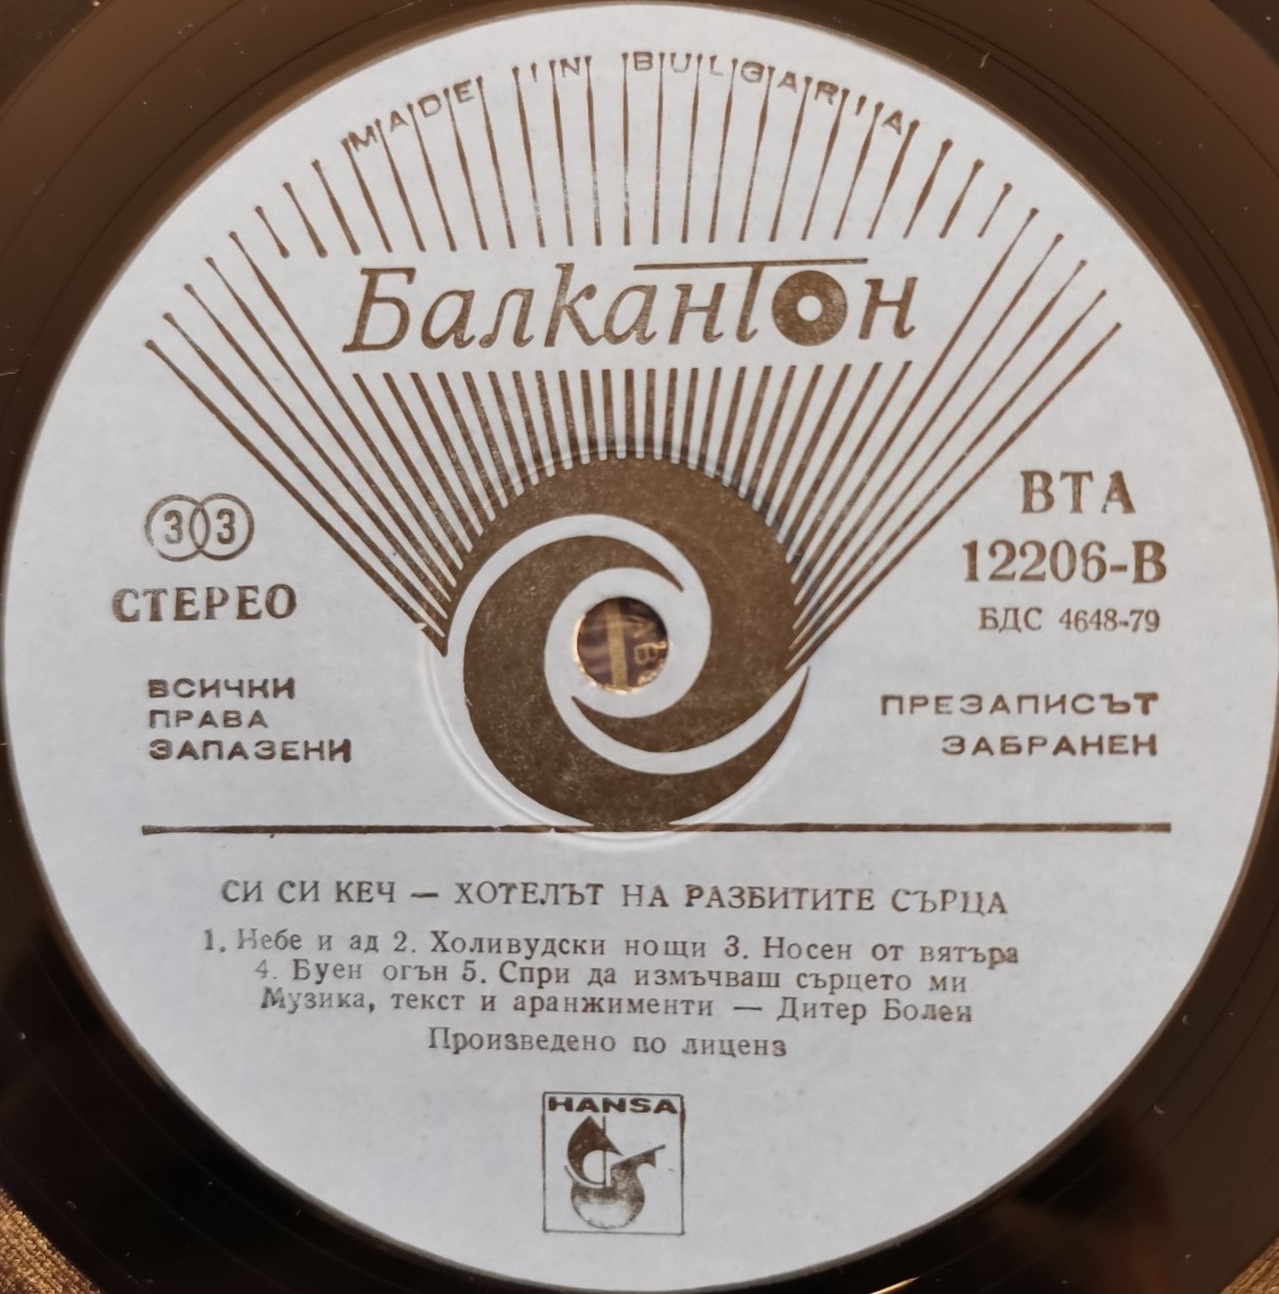 MADE IN BULGARIA
Балкантон
33
СТЕРЕО
ВСИЧКИ
ПРАВА
ЗАПАЗЕНИ
ВТА
12206-В
БДС 4648-79
ПРЕЗАПИСЪТ
ЗАБРАНЕН
СИ СИ КЕЧ — ХОТЕЛЪТ НА РАЗБИТИТЕ СЪРЦА
1. Небе и ад 2. Холивудски нощи 3. Носен от вятъра
4. Буен огън 5. Спри да измъчваш сърцето ми
Музика, текст и аранжименти — Дитер Болен
Произведено по лиценз
HANSA